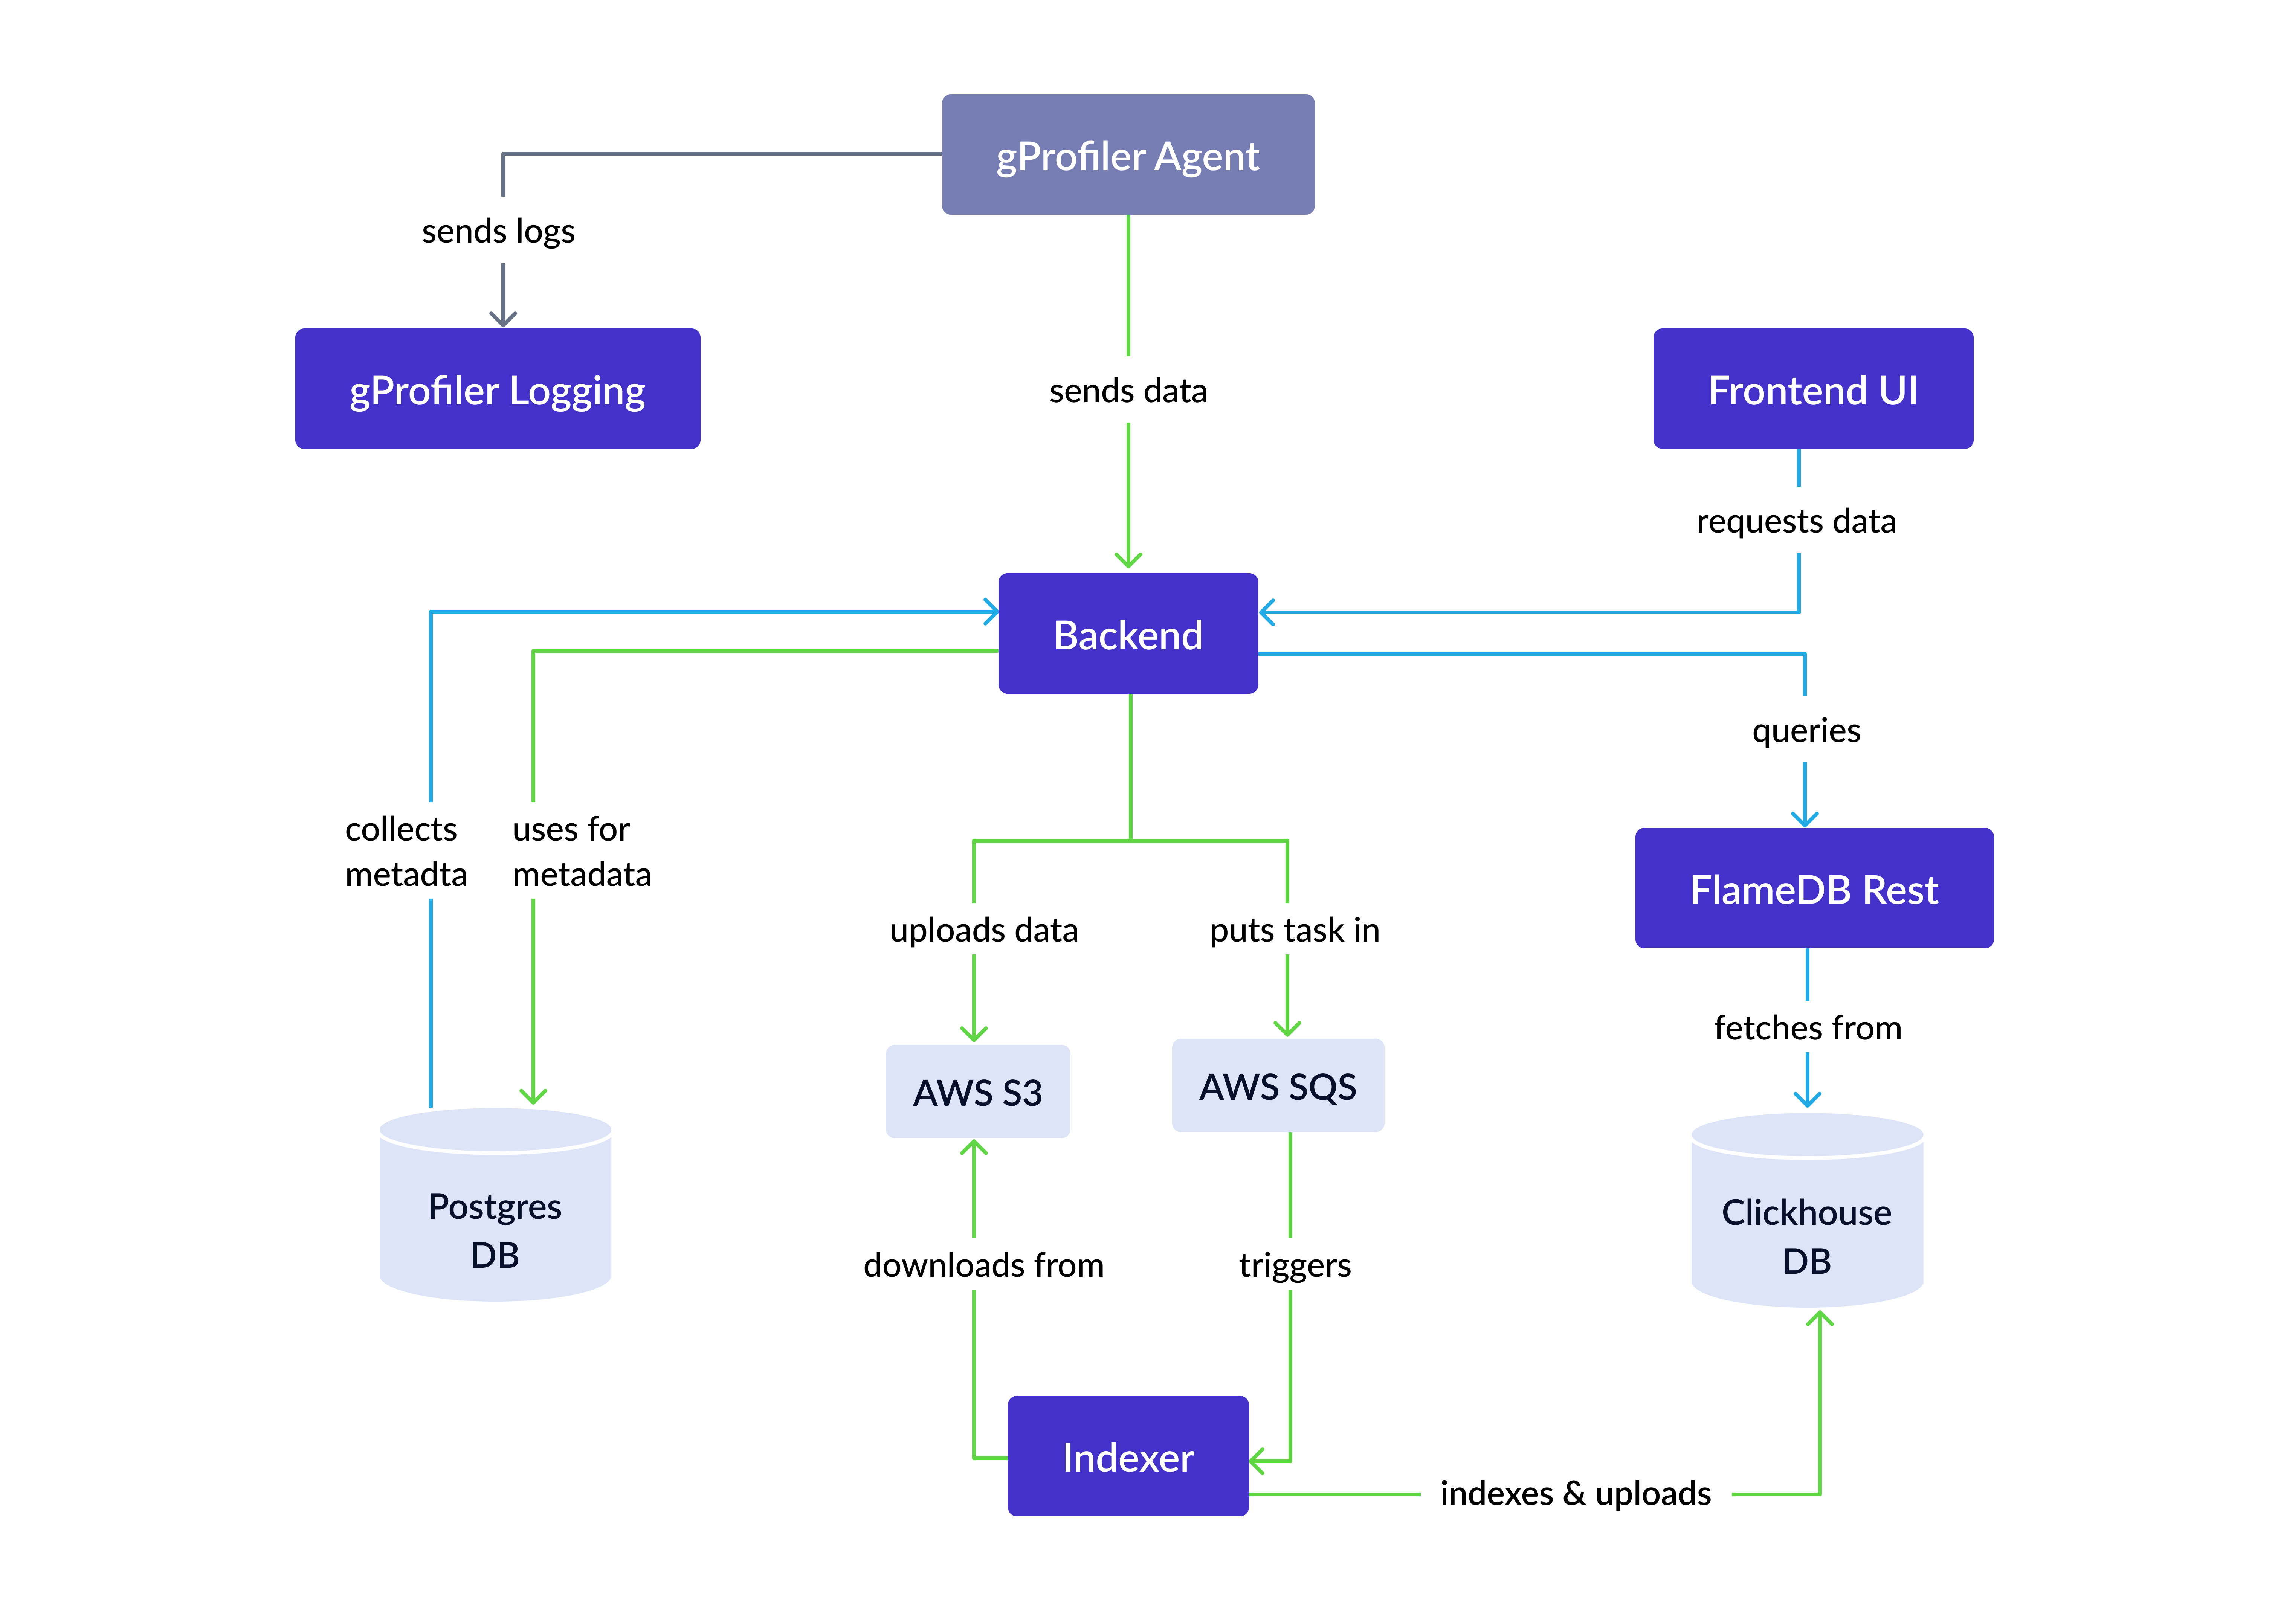 gProfiler Agent
sends logs
gProfiler Logging
sends data
Frontend UI
requests data
Backend
queries
collects
metadta
uses for
metadata
FlameDB Rest
uploads data
puts task in
fetches from
AWS S3
AWS SQS
Postgres
DB
Clickhouse
DB
downloads from
triggers
Indexer
indexes & uploads